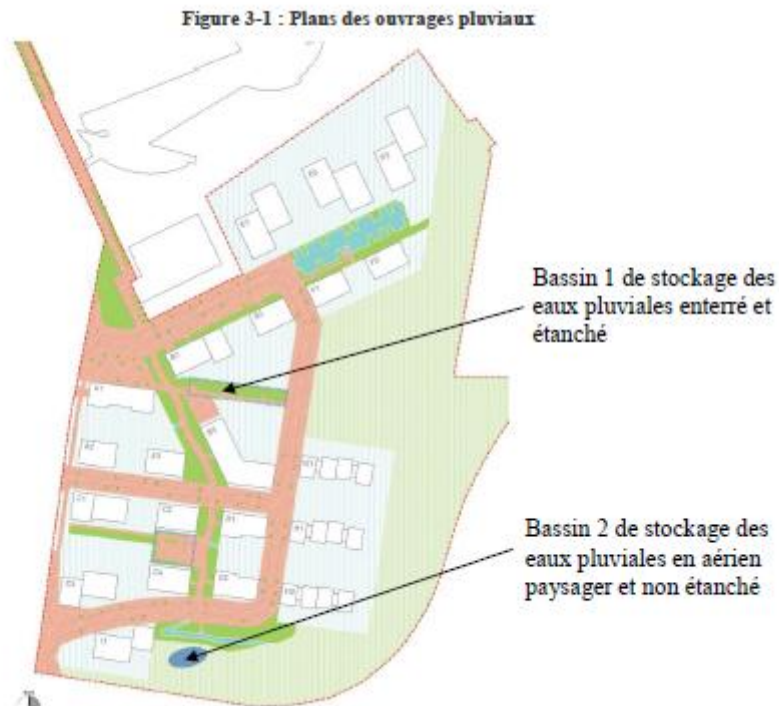 Figure 3-1 : Plans des ouvrages pluviaux
Bassin 1 de stockage des
eaux pluviales enterré et
étanché
Bassin 2 de stockage des
eaux pluviales en aérien
paysager et non étanché